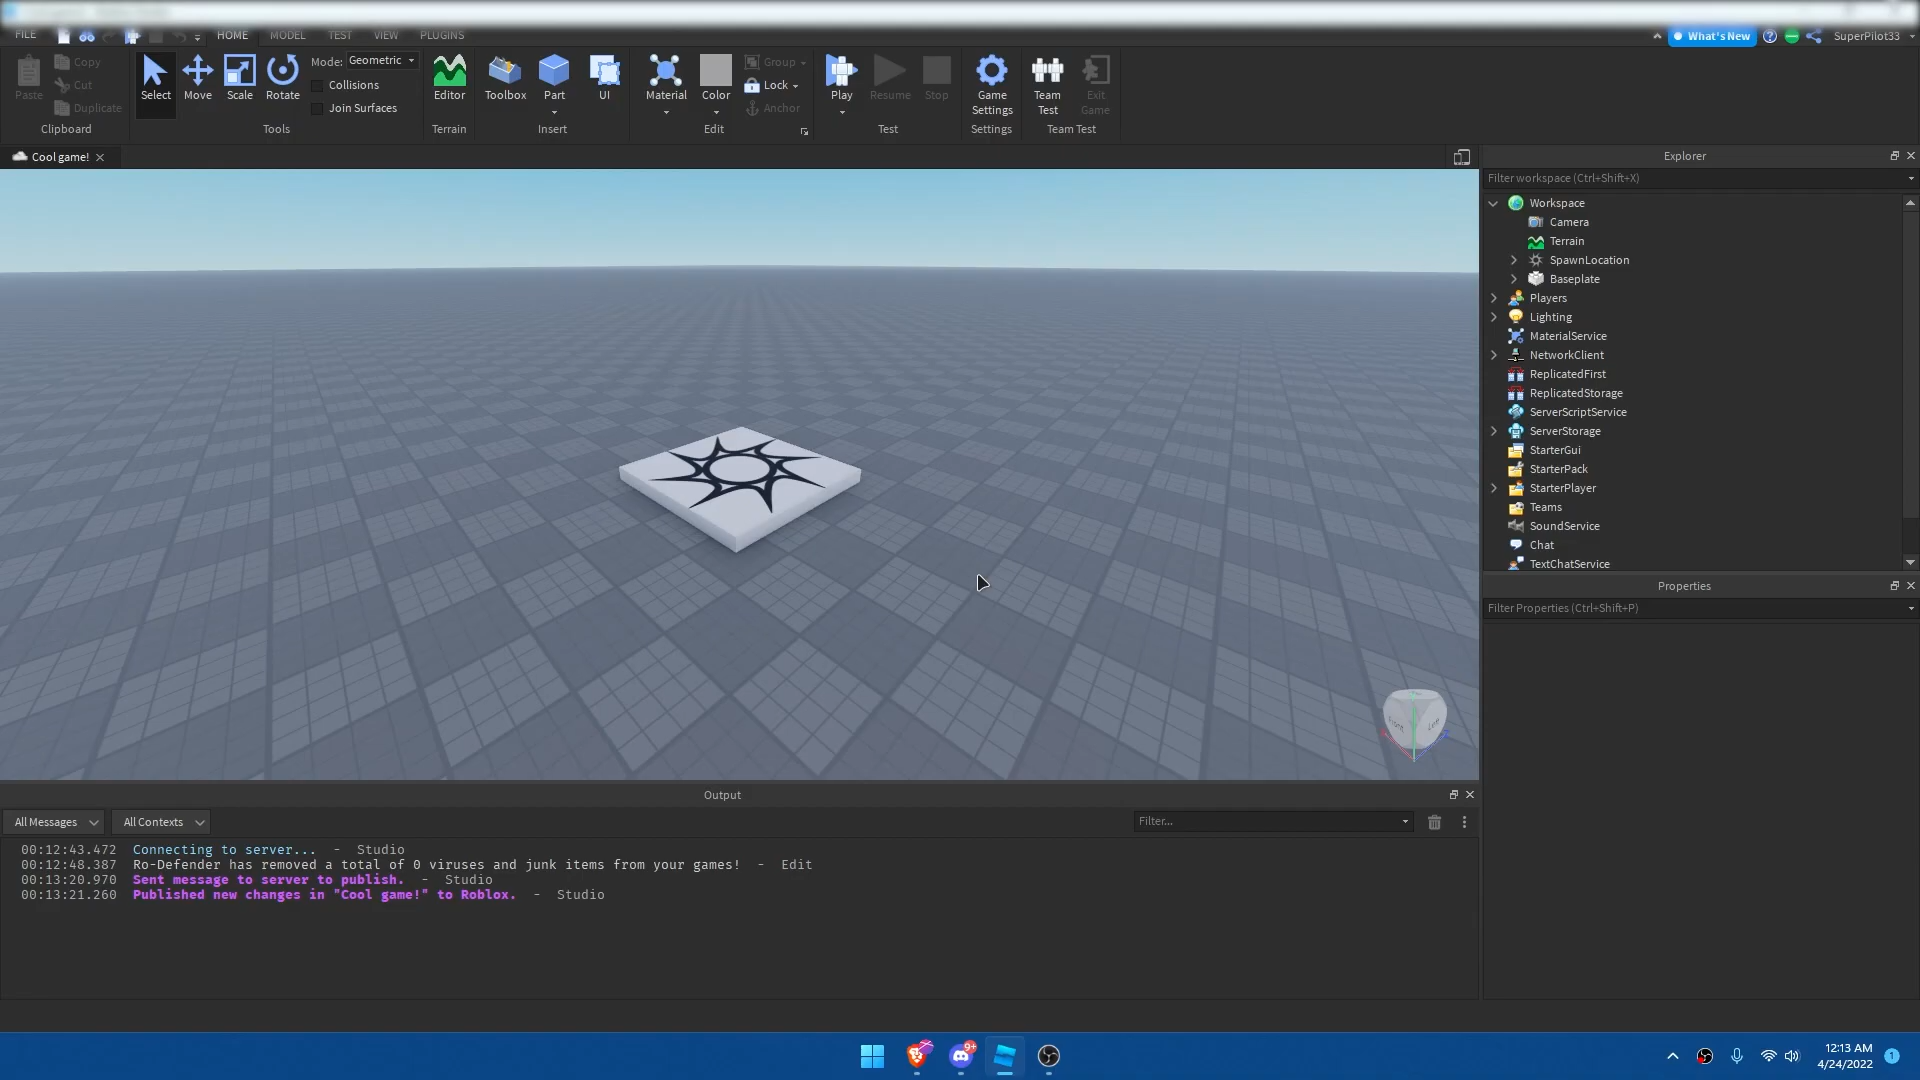 FILE HOME MODEL TEST VIEW PLUGINS What's New SuperPilot33
Paste Copy Cut Duplicate Clipboard
Select Move Scale Rotate Mode: Geometric Collisions Join Surfaces Tools
Editor Terrain
Toolbox Part UI Insert
Material Color Group Lock Anchor Edit
Play Resume Stop Test
Game Settings Settings
Team Test Exit Game Team Test
Cool game!
Explorer
Filter workspace (Ctrl+Shift+X)
Workspace
Camera
Terrain
SpawnLocation
Baseplate
Players
Lighting
MaterialService
NetworkClient
ReplicatedFirst
ReplicatedStorage
ServerScriptService
ServerStorage
StarterGui
StarterPack
StarterPlayer
Teams
SoundService
Chat
TextChatService
Properties
Filter Properties (Ctrl+Shift+P)
Output
All Messages All Contexts Filter...
00:12:43.472 Connecting to server... - Studio
00:12:48.387 Ro-Defender has removed a total of 0 viruses and junk items from your games! - Edit
00:13:20.970 Sent message to server to publish. - Studio
00:13:21.260 Published new changes in "Cool game!" to Roblox. - Studio
9+
12:13 AM
4/24/2022
1